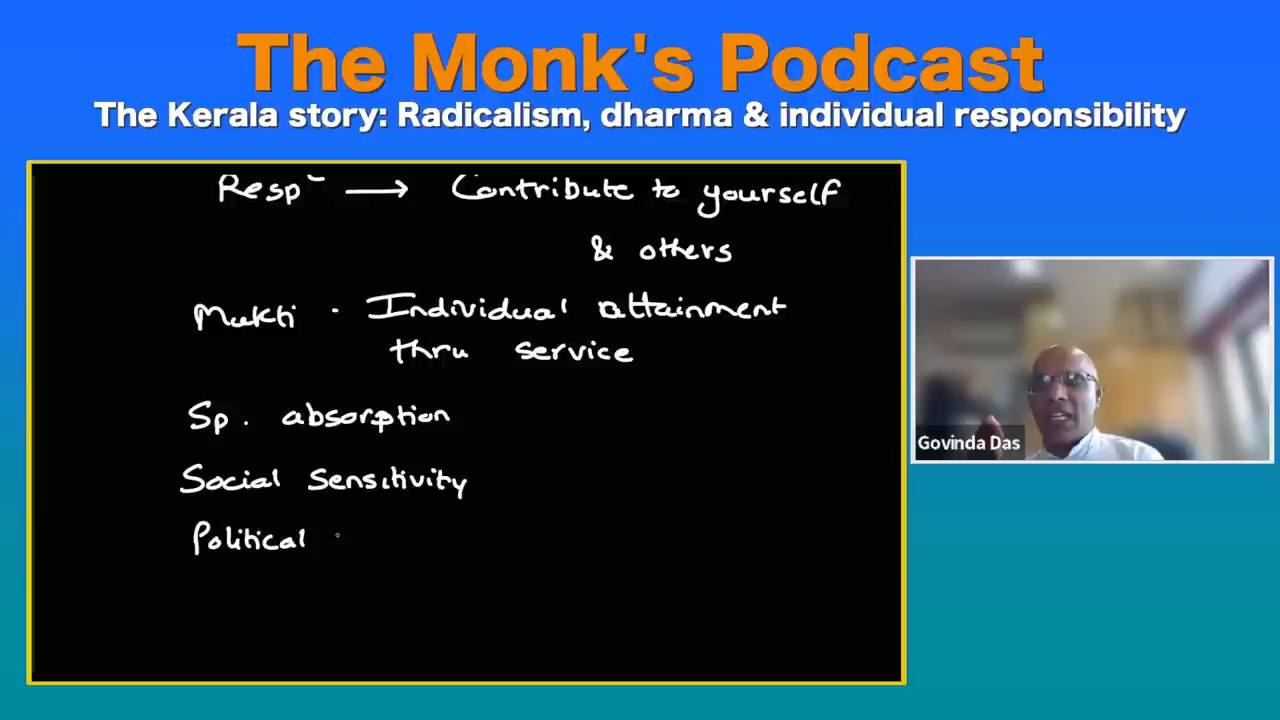 The Monk's Podcast
The Kerala story: Radicalism, dharma & individual responsibility
Resp → Contribute to yourself
& others
Mukti · Individual attainment
thru service
Sp. absorption
Social Sensitivity
Political
Govinda Das